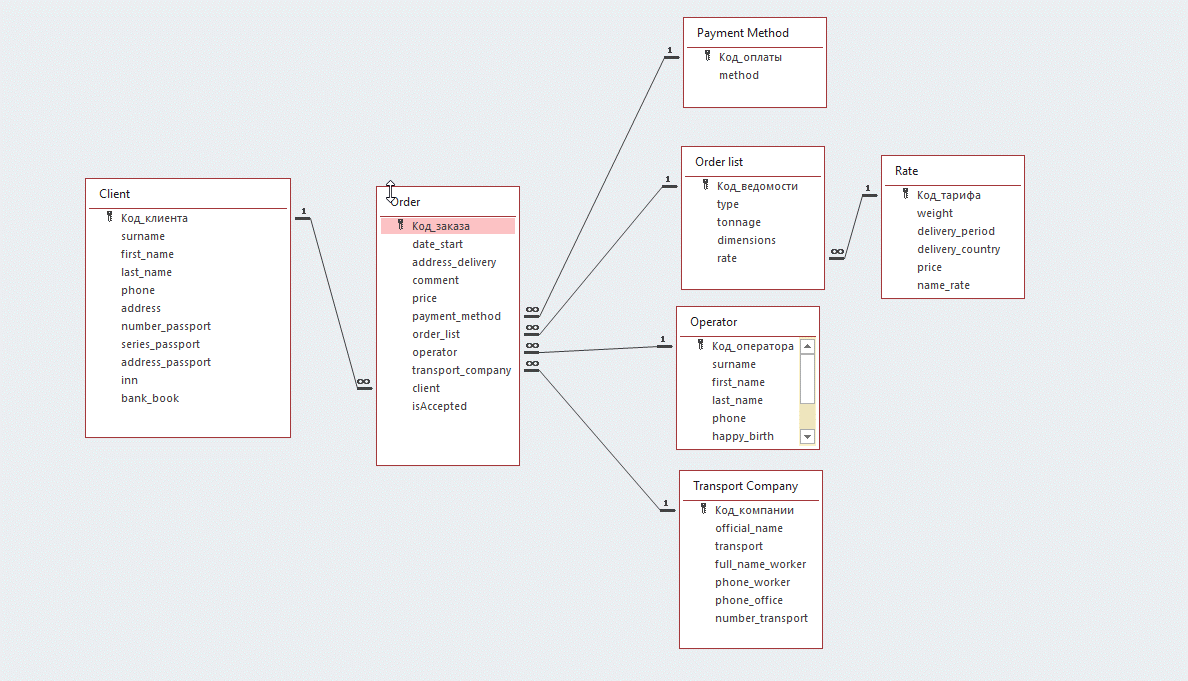 Client
Код_клиента
surname
first_name
last_name
phone
address
number_passport
series_passport
address_passport
inn
bank_book
1
∞
Order
Код_заказа
date_start
address_delivery
comment
price
payment_method
order_list
operator
transport_company
client
isAccepted
∞
∞
∞
∞
1
Payment Method
Код_оплаты
method
1
Order list
Код_ведомости
type
tonnage
dimensions
rate
∞
1
Rate
Код_тарифа
weight
delivery_period
delivery_country
price
name_rate
1
Operator
Код_оператора
surname
first_name
last_name
phone
happy_birth
1
Transport Company
Код_компании
official_name
transport
full_name_worker
phone_worker
phone_office
number_transport